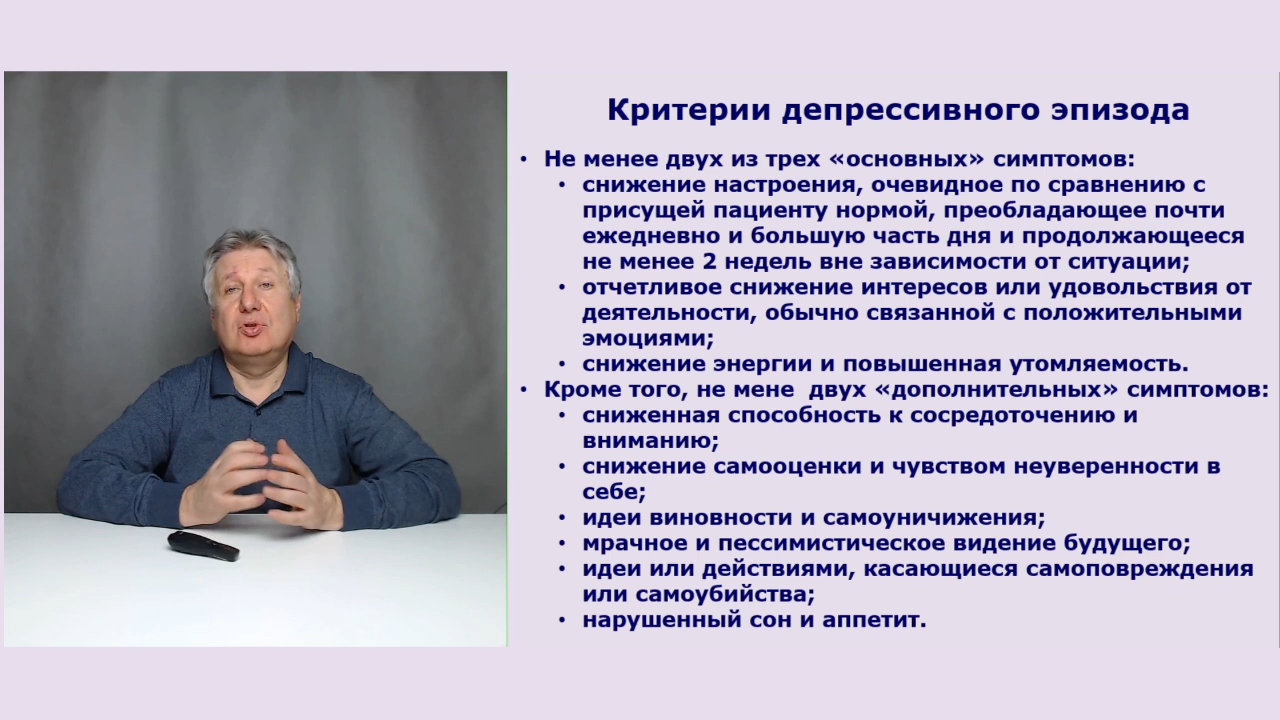 Критерии депрессивного эпизода
• Не менее двух из трех «основных» симптомов:
• снижение настроения, очевидное по сравнению с
присущей пациенту нормой, преобладающее почти
ежедневно и большую часть дня и продолжающееся
не менее 2 недель вне зависимости от ситуации;
• отчетливое снижение интересов или удовольствия от
деятельности, обычно связанной с положительными
эмоциями;
• снижение энергии и повышенная утомляемость.
• Кроме того, не мене  двух «дополнительных» симптомов:
• сниженная способность к сосредоточению и
вниманию;
• снижение самооценки и чувством неуверенности в
себе;
• идеи виновности и самоуничижения;
• мрачное и пессимистическое видение будущего;
• идеи или действиями, касающиеся самоповреждения
или самоубийства;
• нарушенный сон и аппетит.